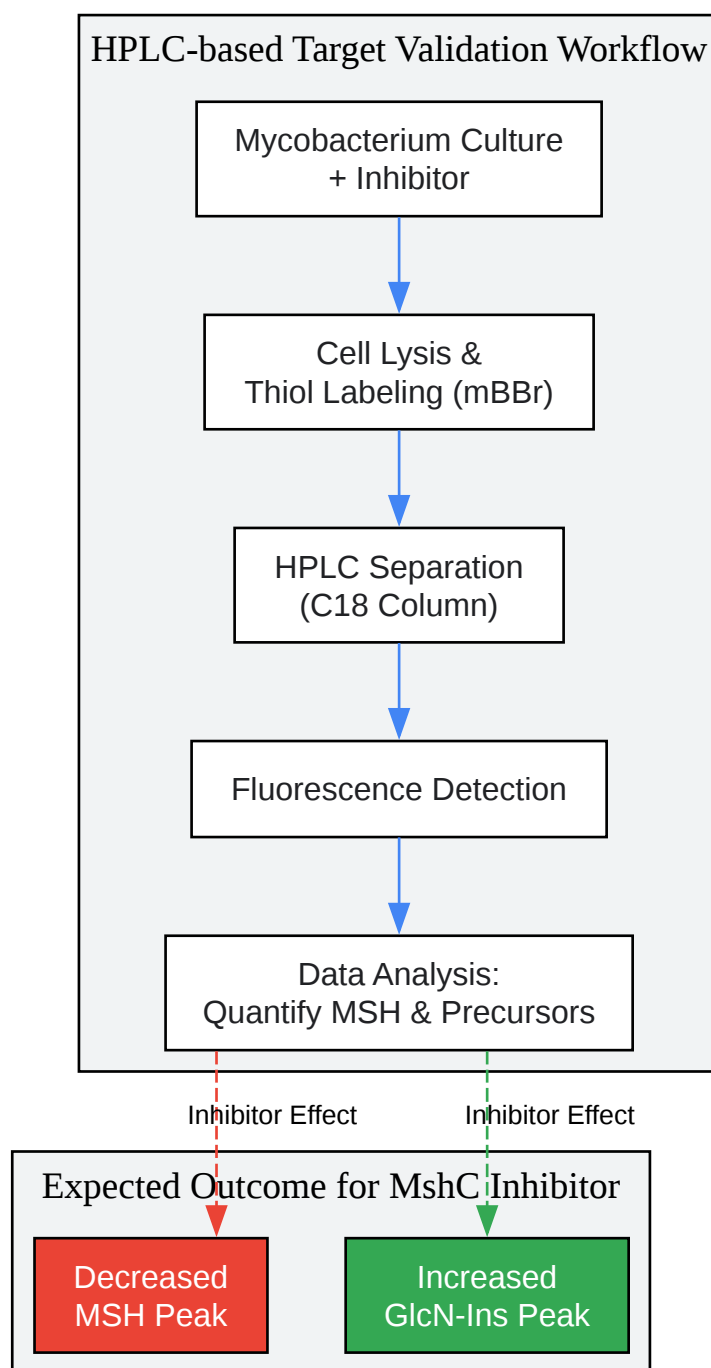 HPLC-based Target Validation Workflow
Mycobacterium Culture
+ Inhibitor
Cell Lysis &
Thiol Labeling (mBBr)
HPLC Separation
(C18 Column)
Fluorescence Detection
Data Analysis:
Quantify MSH & Precursors
Inhibitor Effect
Inhibitor Effect
Expected Outcome for MshC Inhibitor
Decreased
MSH Peak
Increased
GlcN-Ins Peak